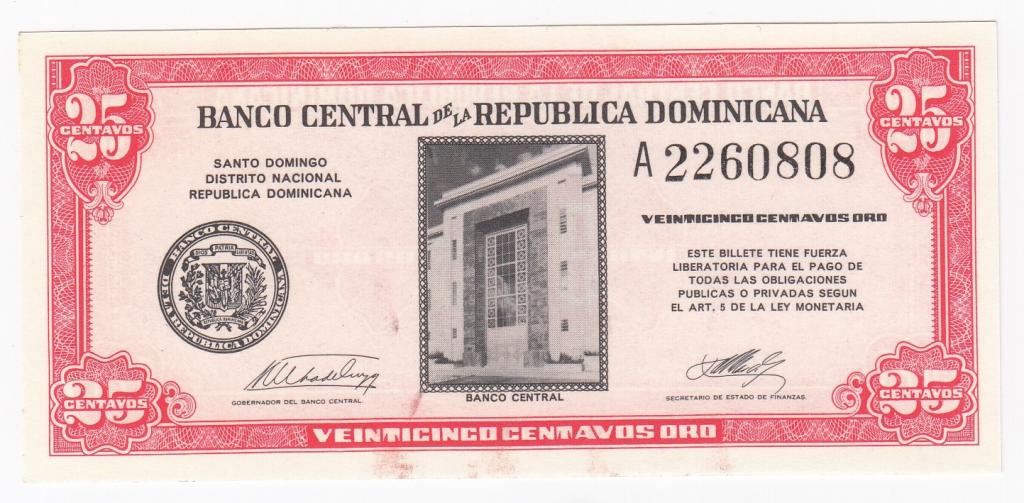 25
CENTAVOS
25
CENTAVOS
BANCO CENTRAL DE LA REPUBLICA DOMINICANA
SANTO DOMINGO
DISTRITO NACIONAL
REPUBLICA DOMINICANA
A 2260808
VEINTICINCO CENTAVOS ORO
ESTE BILLETE TIENE FUERZA
LIBERATORIA PARA EL PAGO DE
TODAS LAS OBLIGACIONES
PUBLICAS O PRIVADAS SEGUN
EL ART. 5 DE LA LEY MONETARIA
BANCO CENTRAL
DIOS PATRIA LIBERTAD
REPUBLICA DOMINICANA
DE LA REPUBLICA DOMINICANA
GOBERNADOR DEL BANCO CENTRAL.
BANCO CENTRAL
SECRETARIO DE ESTADO DE FINANZAS.
25
CENTAVOS
25
CENTAVOS
VEINTICINCO CENTAVOS ORO